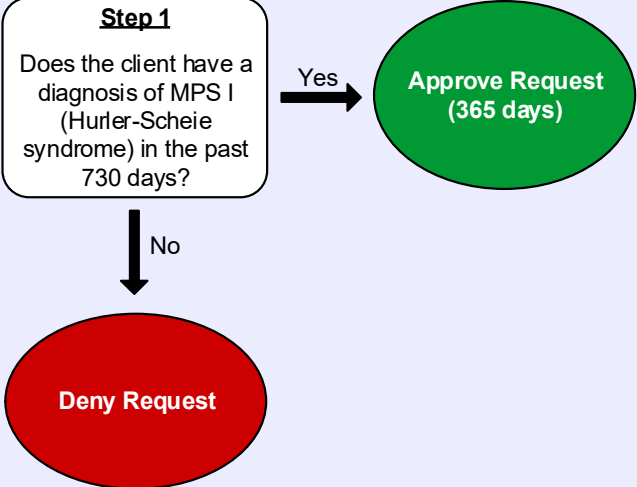 Step 1
Does the client have a
diagnosis of MPS I
(Hurler-Scheie
syndrome) in the past
730 days?
Yes
Approve Request
(365 days)
No
Deny Request